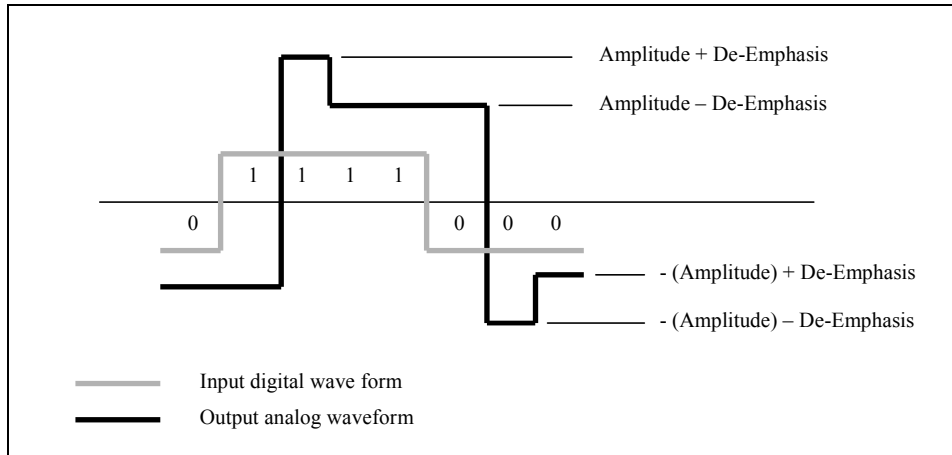 Amplitude + De-Emphasis
Amplitude – De-Emphasis
1 1 1 1
0 0 0 0
- (Amplitude) + De-Emphasis
- (Amplitude) – De-Emphasis
Input digital wave form
Output analog waveform